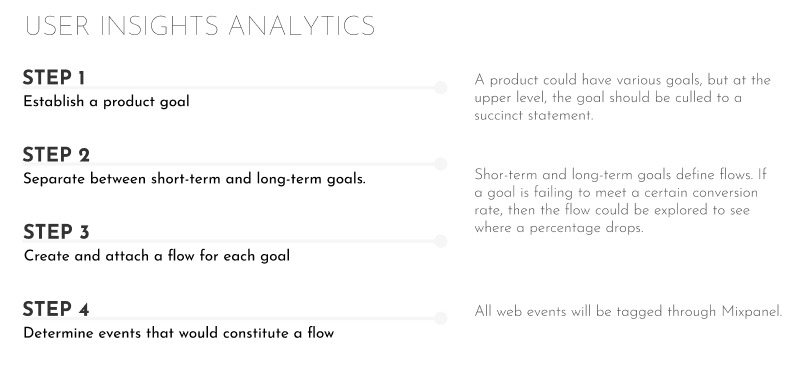 USER INSIGHTS ANALYTICS
STEP 1
Establish a product goal
A product could have various goals, but at the
upper level, the goal should be culled to a
succinct statement.
STEP 2
Separate between short-term and long-term goals.
Shor-term and long-term goals define flows. If
a goal is failing to meet a certain conversion
rate, then the flow could be explored to see
where a percentage drops.
STEP 3
Create and attach a flow for each goal
STEP 4
Determine events that would constitute a flow
All web events will be tagged through Mixpanel.